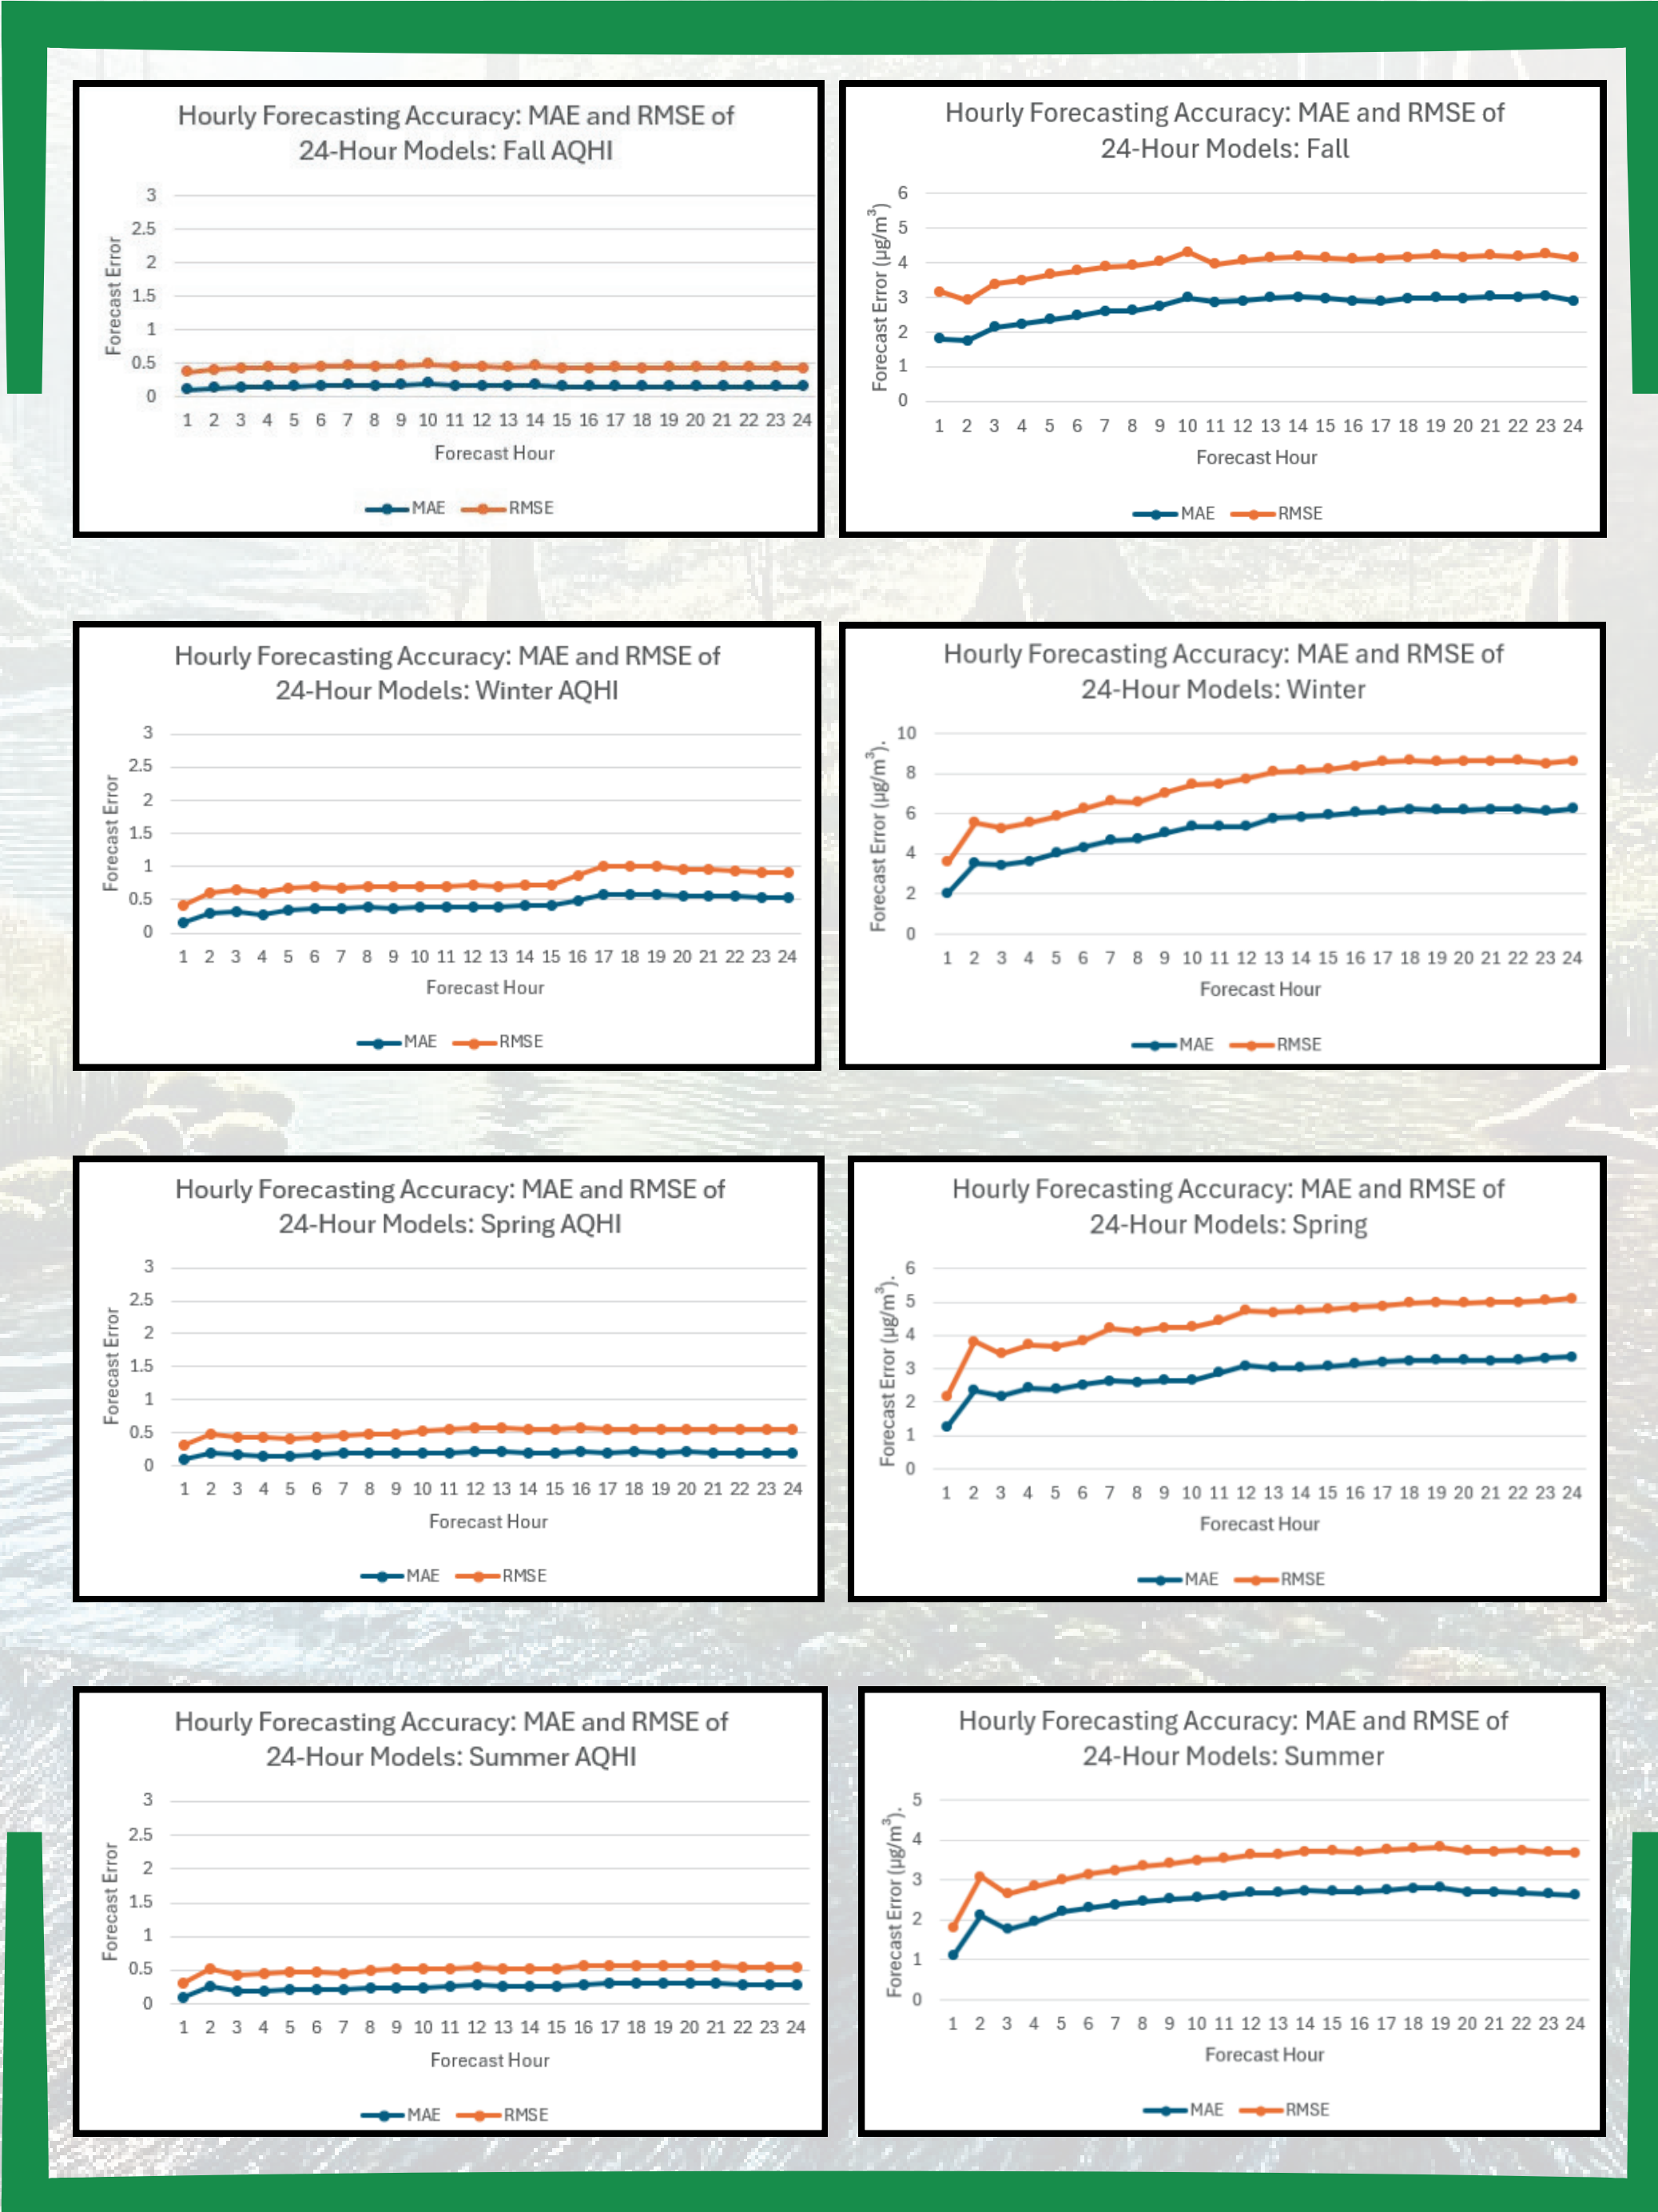 Hourly Forecasting Accuracy: MAE and RMSE of
24-Hour Models: Fall AQHI
Forecast Error
3
2.5
2
1.5
1
0.5
0
1 2 3 4 5 6 7 8 9 10 11 12 13 14 15 16 17 18 19 20 21 22 23 24
Forecast Hour
MAE RMSE
Hourly Forecasting Accuracy: MAE and RMSE of
24-Hour Models: Fall
Forecast Error (µg/m³)
6
5
4
3
2
1
0
1 2 3 4 5 6 7 8 9 10 11 12 13 14 15 16 17 18 19 20 21 22 23 24
Forecast Hour
MAE RMSE
Hourly Forecasting Accuracy: MAE and RMSE of
24-Hour Models: Winter AQHI
Forecast Error
3
2.5
2
1.5
1
0.5
0
1 2 3 4 5 6 7 8 9 10 11 12 13 14 15 16 17 18 19 20 21 22 23 24
Forecast Hour
MAE RMSE
Hourly Forecasting Accuracy: MAE and RMSE of
24-Hour Models: Winter
Forecast Error (µg/m³).
10
8
6
4
2
0
1 2 3 4 5 6 7 8 9 10 11 12 13 14 15 16 17 18 19 20 21 22 23 24
Forecast Hour
MAE RMSE
Hourly Forecasting Accuracy: MAE and RMSE of
24-Hour Models: Spring AQHI
Forecast Error
3
2.5
2
1.5
1
0.5
0
1 2 3 4 5 6 7 8 9 10 11 12 13 14 15 16 17 18 19 20 21 22 23 24
Forecast Hour
MAE RMSE
Hourly Forecasting Accuracy: MAE and RMSE of
24-Hour Models: Spring
Forecast Error (µg/m³).
6
5
4
3
2
1
0
1 2 3 4 5 6 7 8 9 10 11 12 13 14 15 16 17 18 19 20 21 22 23 24
Forecast Hour
MAE RMSE
Hourly Forecasting Accuracy: MAE and RMSE of
24-Hour Models: Summer AQHI
Forecast Error
3
2.5
2
1.5
1
0.5
0
1 2 3 4 5 6 7 8 9 10 11 12 13 14 15 16 17 18 19 20 21 22 23 24
Forecast Hour
MAE RMSE
Hourly Forecasting Accuracy: MAE and RMSE of
24-Hour Models: Summer
Forecast Error (µg/m³).
5
4
3
2
1
0
1 2 3 4 5 6 7 8 9 10 11 12 13 14 15 16 17 18 19 20 21 22 23 24
Forecast Hour
MAE RMSE